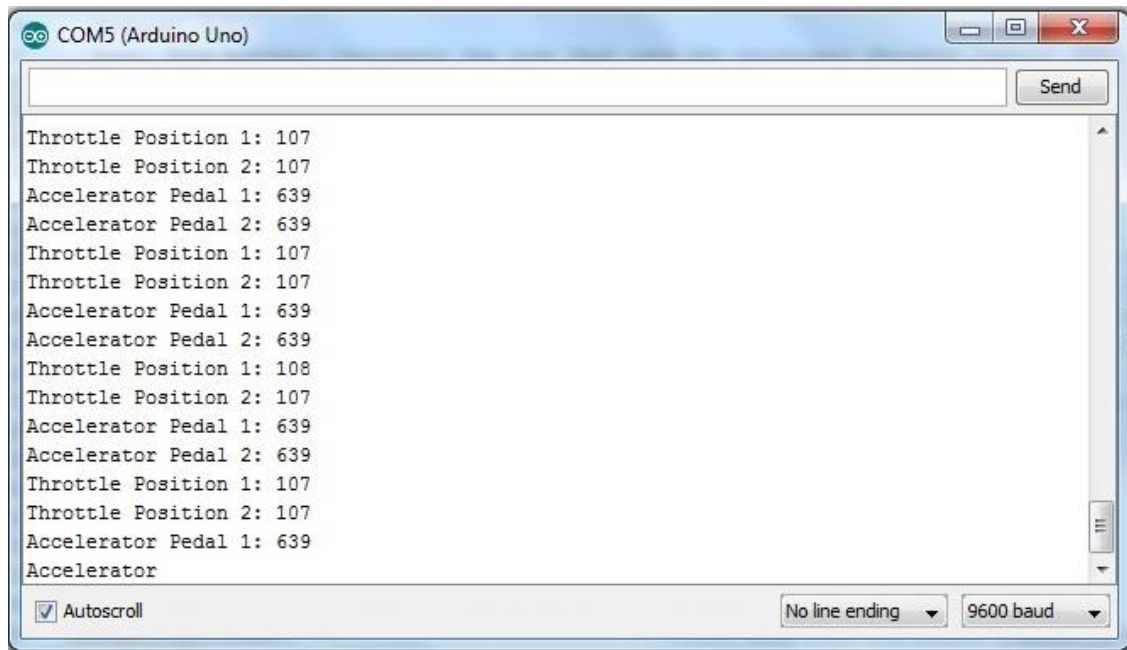 COM5 (Arduino Uno)
Send
Throttle Position 1: 107
Throttle Position 2: 107
Accelerator Pedal 1: 639
Accelerator Pedal 2: 639
Throttle Position 1: 107
Throttle Position 2: 107
Accelerator Pedal 1: 639
Accelerator Pedal 2: 639
Throttle Position 1: 108
Throttle Position 2: 107
Accelerator Pedal 1: 639
Accelerator Pedal 2: 639
Throttle Position 1: 107
Throttle Position 2: 107
Accelerator Pedal 1: 639
Accelerator
Autoscroll
No line ending
9600 baud